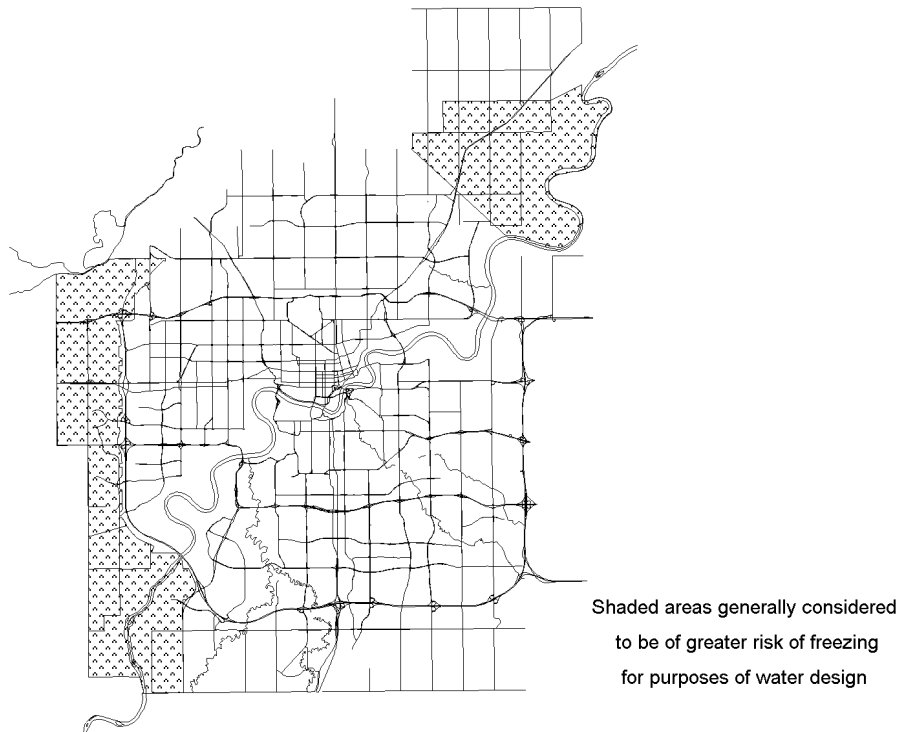 Shaded areas generally considered
to be of greater risk of freezing
for purposes of water design